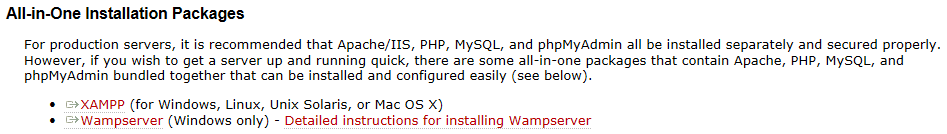 All-in-One Installation Packages
For production servers, it is recommended that Apache/IIS, PHP, MySQL, and phpMyAdmin all be installed separately and secured properly.
However, if you wish to get a server up and running quick, there are some all-in-one packages that contain Apache, PHP, MySQL, and
phpMyAdmin bundled together that can be installed and configured easily (see below).
• XAMPP (for Windows, Linux, Unix Solaris, or Mac OS X)
• Wampserver (Windows only) - Detailed instructions for installing Wampserver